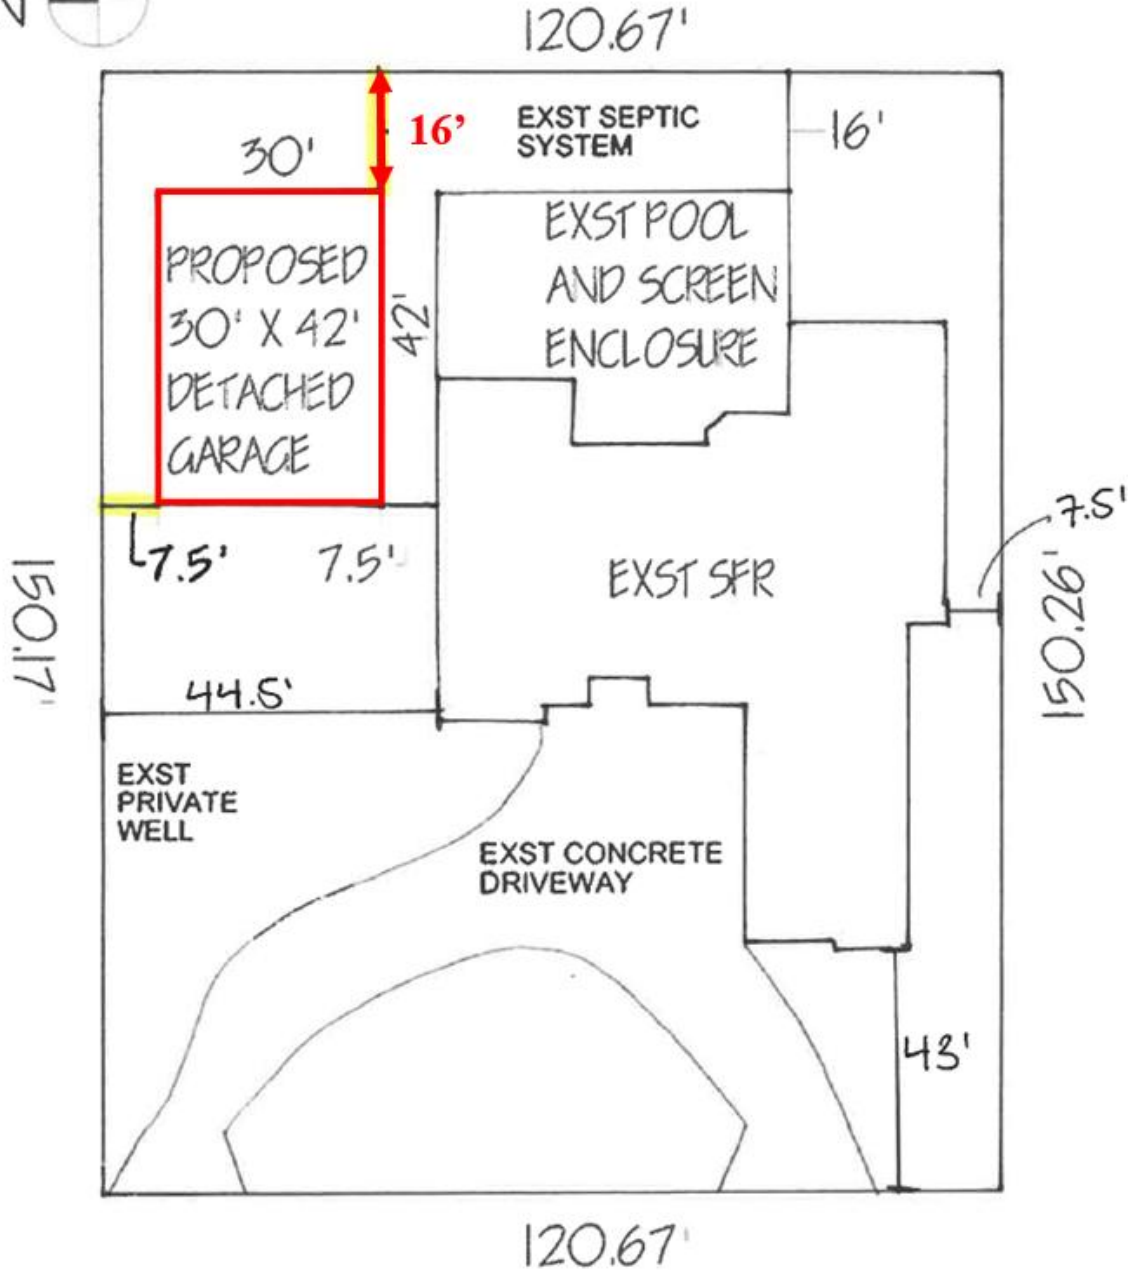 120.67'
16'
EXST SEPTIC
SYSTEM
16'
30'
PROPOSED
30' X 42'
DETACHED
GARAGE
42'
EXST POOL
AND SCREEN
ENCLOSURE
7.5'
7.5'
7.5'
EXST SFR
150.17'
150.26'
44.5'
EXST
PRIVATE
WELL
EXST CONCRETE
DRIVEWAY
43'
120.67'